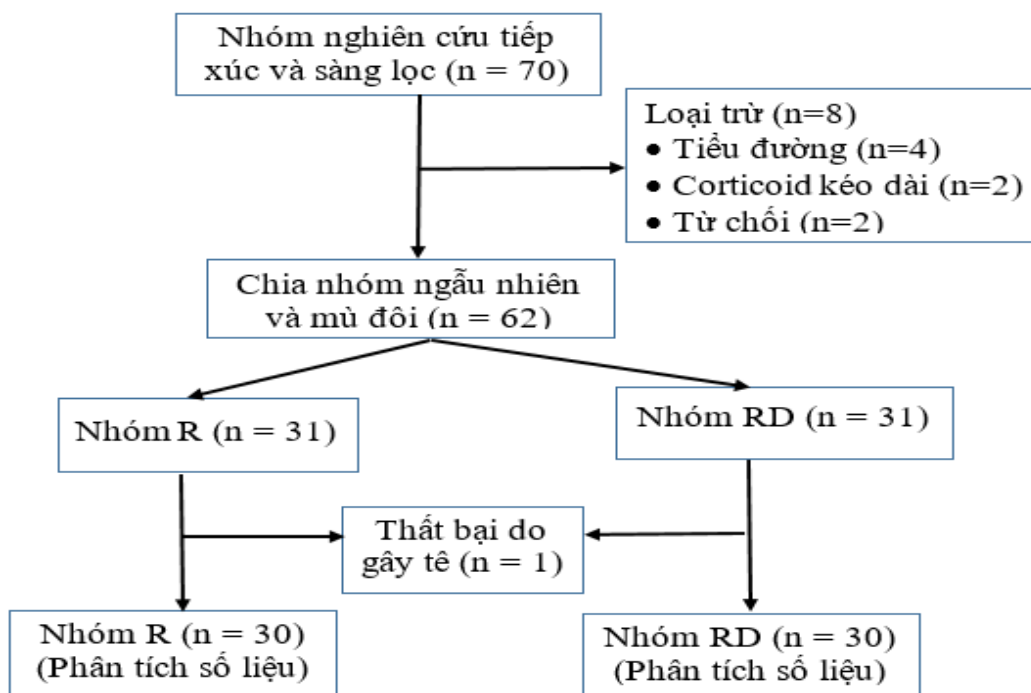 Nhóm nghiên cứu tiếp
xúc và sàng lọc (n = 70)
Loại trừ (n=8)
• Tiểu đường (n=4)
• Corticoid kéo dài (n=2)
• Từ chối (n=2)
Chia nhóm ngẫu nhiên
và mù đôi (n = 62)
Nhóm R (n = 31)
Nhóm RD (n = 31)
Thất bại do
gây tê (n = 1)
Nhóm R (n = 30)
(Phân tích số liệu)
Nhóm RD (n = 30)
(Phân tích số liệu)